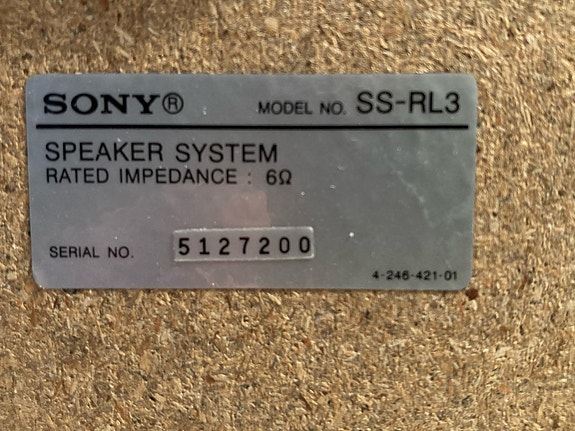 SONY® MODEL NO. SS-RL3
SPEAKER SYSTEM
RATED IMPEDANCE : 6Ω
SERIAL NO. 5127200
4-246-421-01